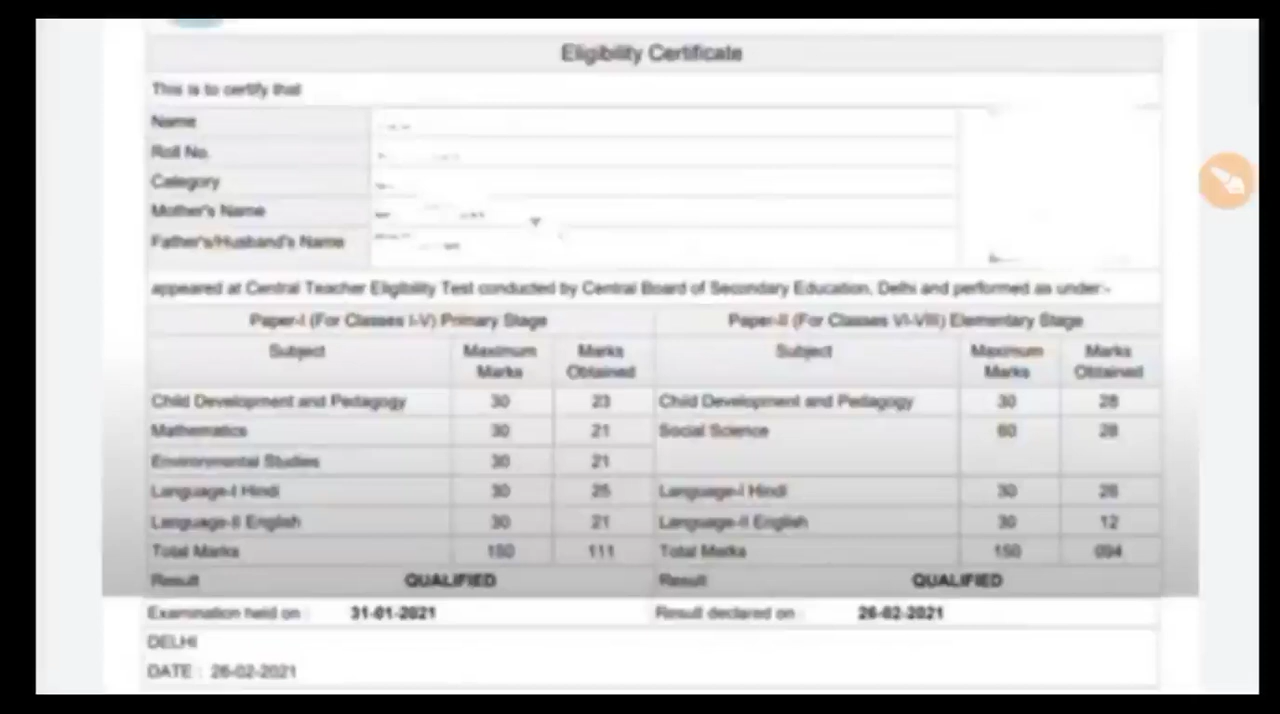 Eligibility Certificate
This is to certify that
Name
Roll No.
Category
Mother's Name
Father's/Husband's Name
appeared at Central Teacher Eligibility Test conducted by Central Board of Secondary Education, Delhi and performed as under:-
Paper-I (For Classes I-V) Primary Stage Paper-II (For Classes VI-VIII) Elementary Stage
Subject Maximum Marks Subject Maximum Marks
Marks Obtained Marks Obtained
Child Development and Pedagogy 30 23 Child Development and Pedagogy 30 28
Mathematics 30 21 Social Science 60 28
Environmental Studies 30 21
Language-I Hindi 30 25 Language-I Hindi 30 26
Language-II English 30 21 Language-II English 30 12
Total Marks 150 111 Total Marks 150 094
Result QUALIFIED Result QUALIFIED
Examination held on : 31-01-2021 Result declared on : 26-02-2021
DELHI
DATE : 26-02-2021